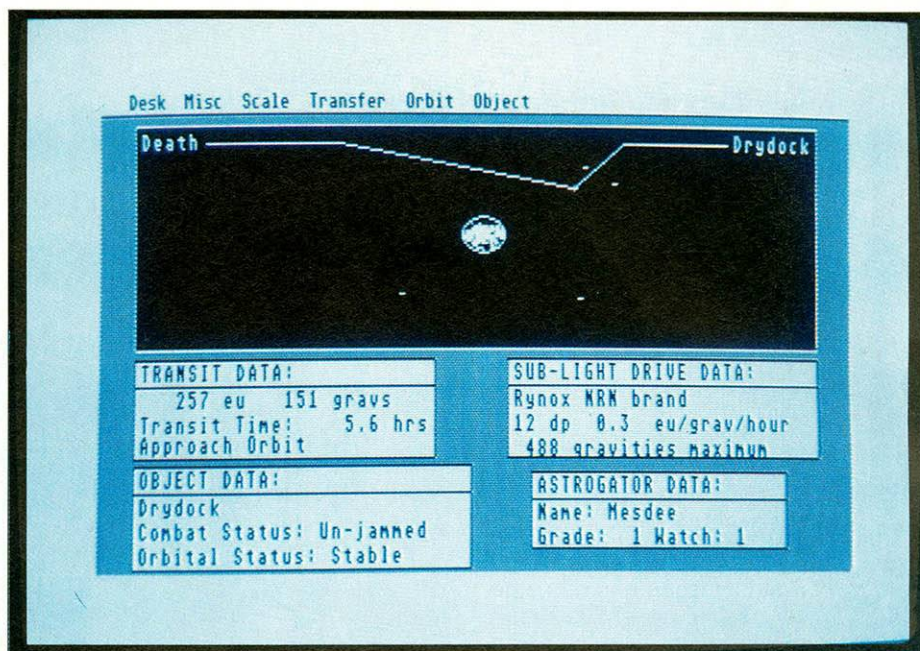 Desk Misc Scale Transfer Orbit Object
Death
Drydock
TRANSIT DATA:
257 eu 151 gravs
Transit Time: 5.6 hrs
Approach Orbit
SUB-LIGHT DRIVE DATA:
Rynox NRN brand
12 dp 0.3 eu/grav/hour
488 gravities maximum
OBJECT DATA:
Drydock
Combat Status: Un-jammed
Orbital Status: Stable
ASTROGATOR DATA:
Name: Mesdee
Grade: 1 Watch: 1